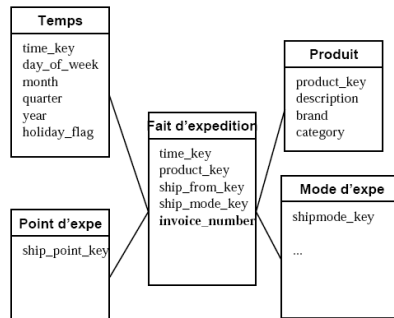 Temps
time_key
day_of_week
month
quarter
year
holiday_flag
Produit
product_key
description
brand
category
Fait d'expedition
time_key
product_key
ship_from_key
ship_mode_key
invoice_number
Point d'expe
ship_point_key
Mode d'expe
shipmode_key
...